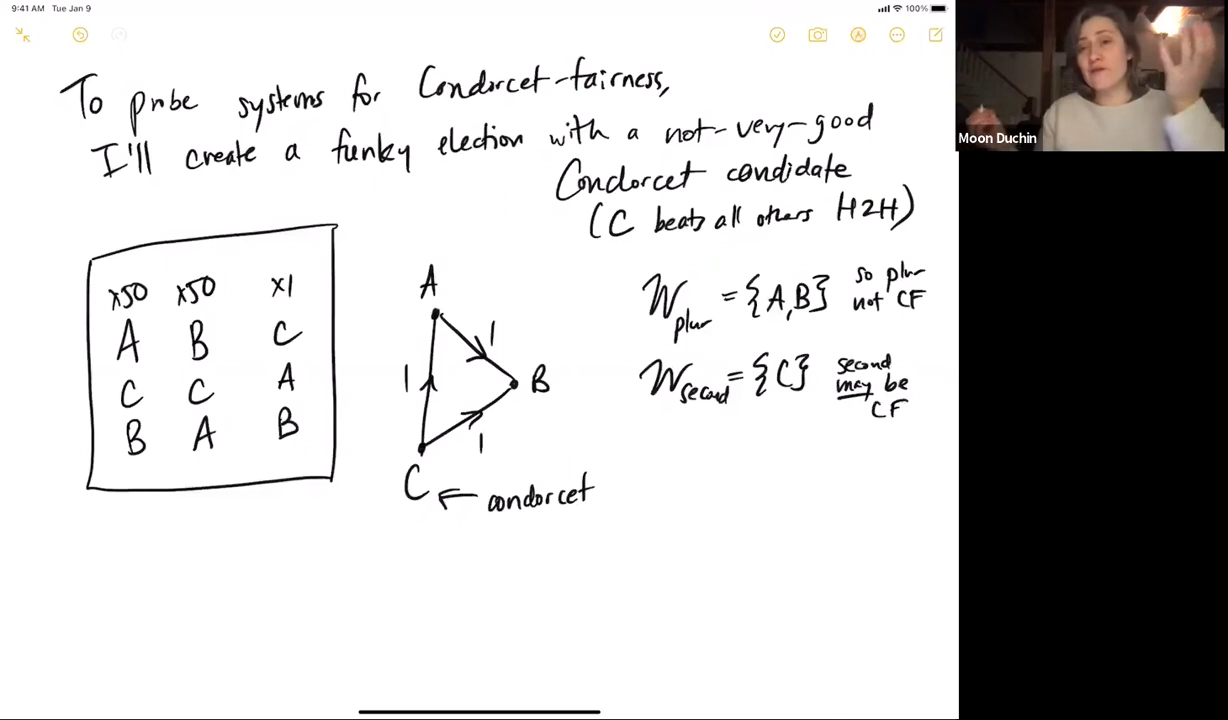 9:41 AM Tue Jan 9
100%
To probe systems for Condorcet-fairness,
I'll create a funky election with a not-very-good
Condorcet candidate
(C beats all others H2H)
x50 x50 x1
A B C
C C A
B A B
A
1
B
1
1
C ← condorcet
W plur = {A,B} so plur
not CF
W second = {C} second
may be
CF
Moon Duchin